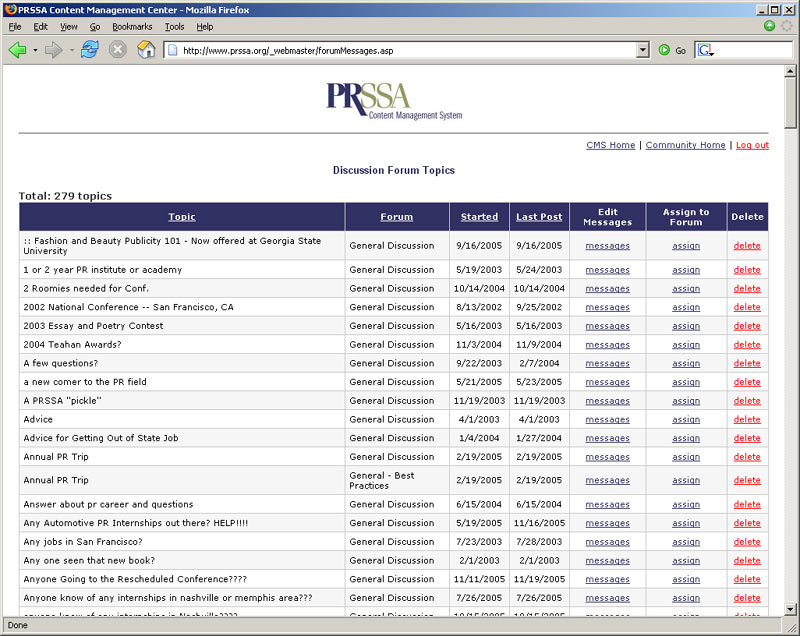 PRSSA Content Management Center - Mozilla Firefox
File Edit View Go Bookmarks Tools Help
http://www.prssa.org/_webmaster/forumMessages.asp Go G
PRSSA
Content Management System
CMS Home | Community Home | Log out
Discussion Forum Topics
Total: 279 topics
Topic Forum Started Last Post Edit Messages Assign to Forum Delete
:: Fashion and Beauty Publicity 101 - Now offered at Georgia State University General Discussion 9/16/2005 9/16/2005 messages assign delete
1 or 2 year PR institute or academy General Discussion 5/19/2003 5/24/2003 messages assign delete
2 Roomies needed for Conf. General Discussion 10/14/2004 10/14/2004 messages assign delete
2002 National Conference -- San Francisco, CA General Discussion 8/13/2002 9/25/2002 messages assign delete
2003 Essay and Poetry Contest General Discussion 5/16/2003 5/16/2003 messages assign delete
2004 Teahan Awards? General Discussion 11/3/2004 11/9/2004 messages assign delete
A few questions? General Discussion 9/22/2003 2/7/2004 messages assign delete
a new comer to the PR field General Discussion 5/21/2005 5/23/2005 messages assign delete
A PRSSA "pickle" General Discussion 11/19/2003 11/19/2003 messages assign delete
Advice General Discussion 4/1/2003 4/1/2003 messages assign delete
Advice for Getting Out of State Job General Discussion 1/4/2004 1/27/2004 messages assign delete
Annual PR Trip General Discussion 2/19/2005 2/19/2005 messages assign delete
Annual PR Trip General - Best Practices 2/19/2005 2/19/2005 messages assign delete
Answer about pr career and questions General Discussion 6/15/2004 6/15/2004 messages assign delete
Any Automotive PR Internships out there? HELP!!!! General Discussion 5/19/2005 11/16/2005 messages assign delete
Any jobs in San Francisco? General Discussion 7/23/2003 7/28/2003 messages assign delete
Any one seen that new book? General Discussion 2/1/2003 2/1/2003 messages assign delete
Anyone Going to the Rescheduled Conference???? General Discussion 11/11/2005 11/19/2005 messages assign delete
Anyone know of any internships in nashville or memphis area??? General Discussion 7/26/2005 7/26/2005 messages assign delete
anyone know of any internships in Nashville???? General Discussion 10/15/2005 10/15/2005 messages assign delete
Done